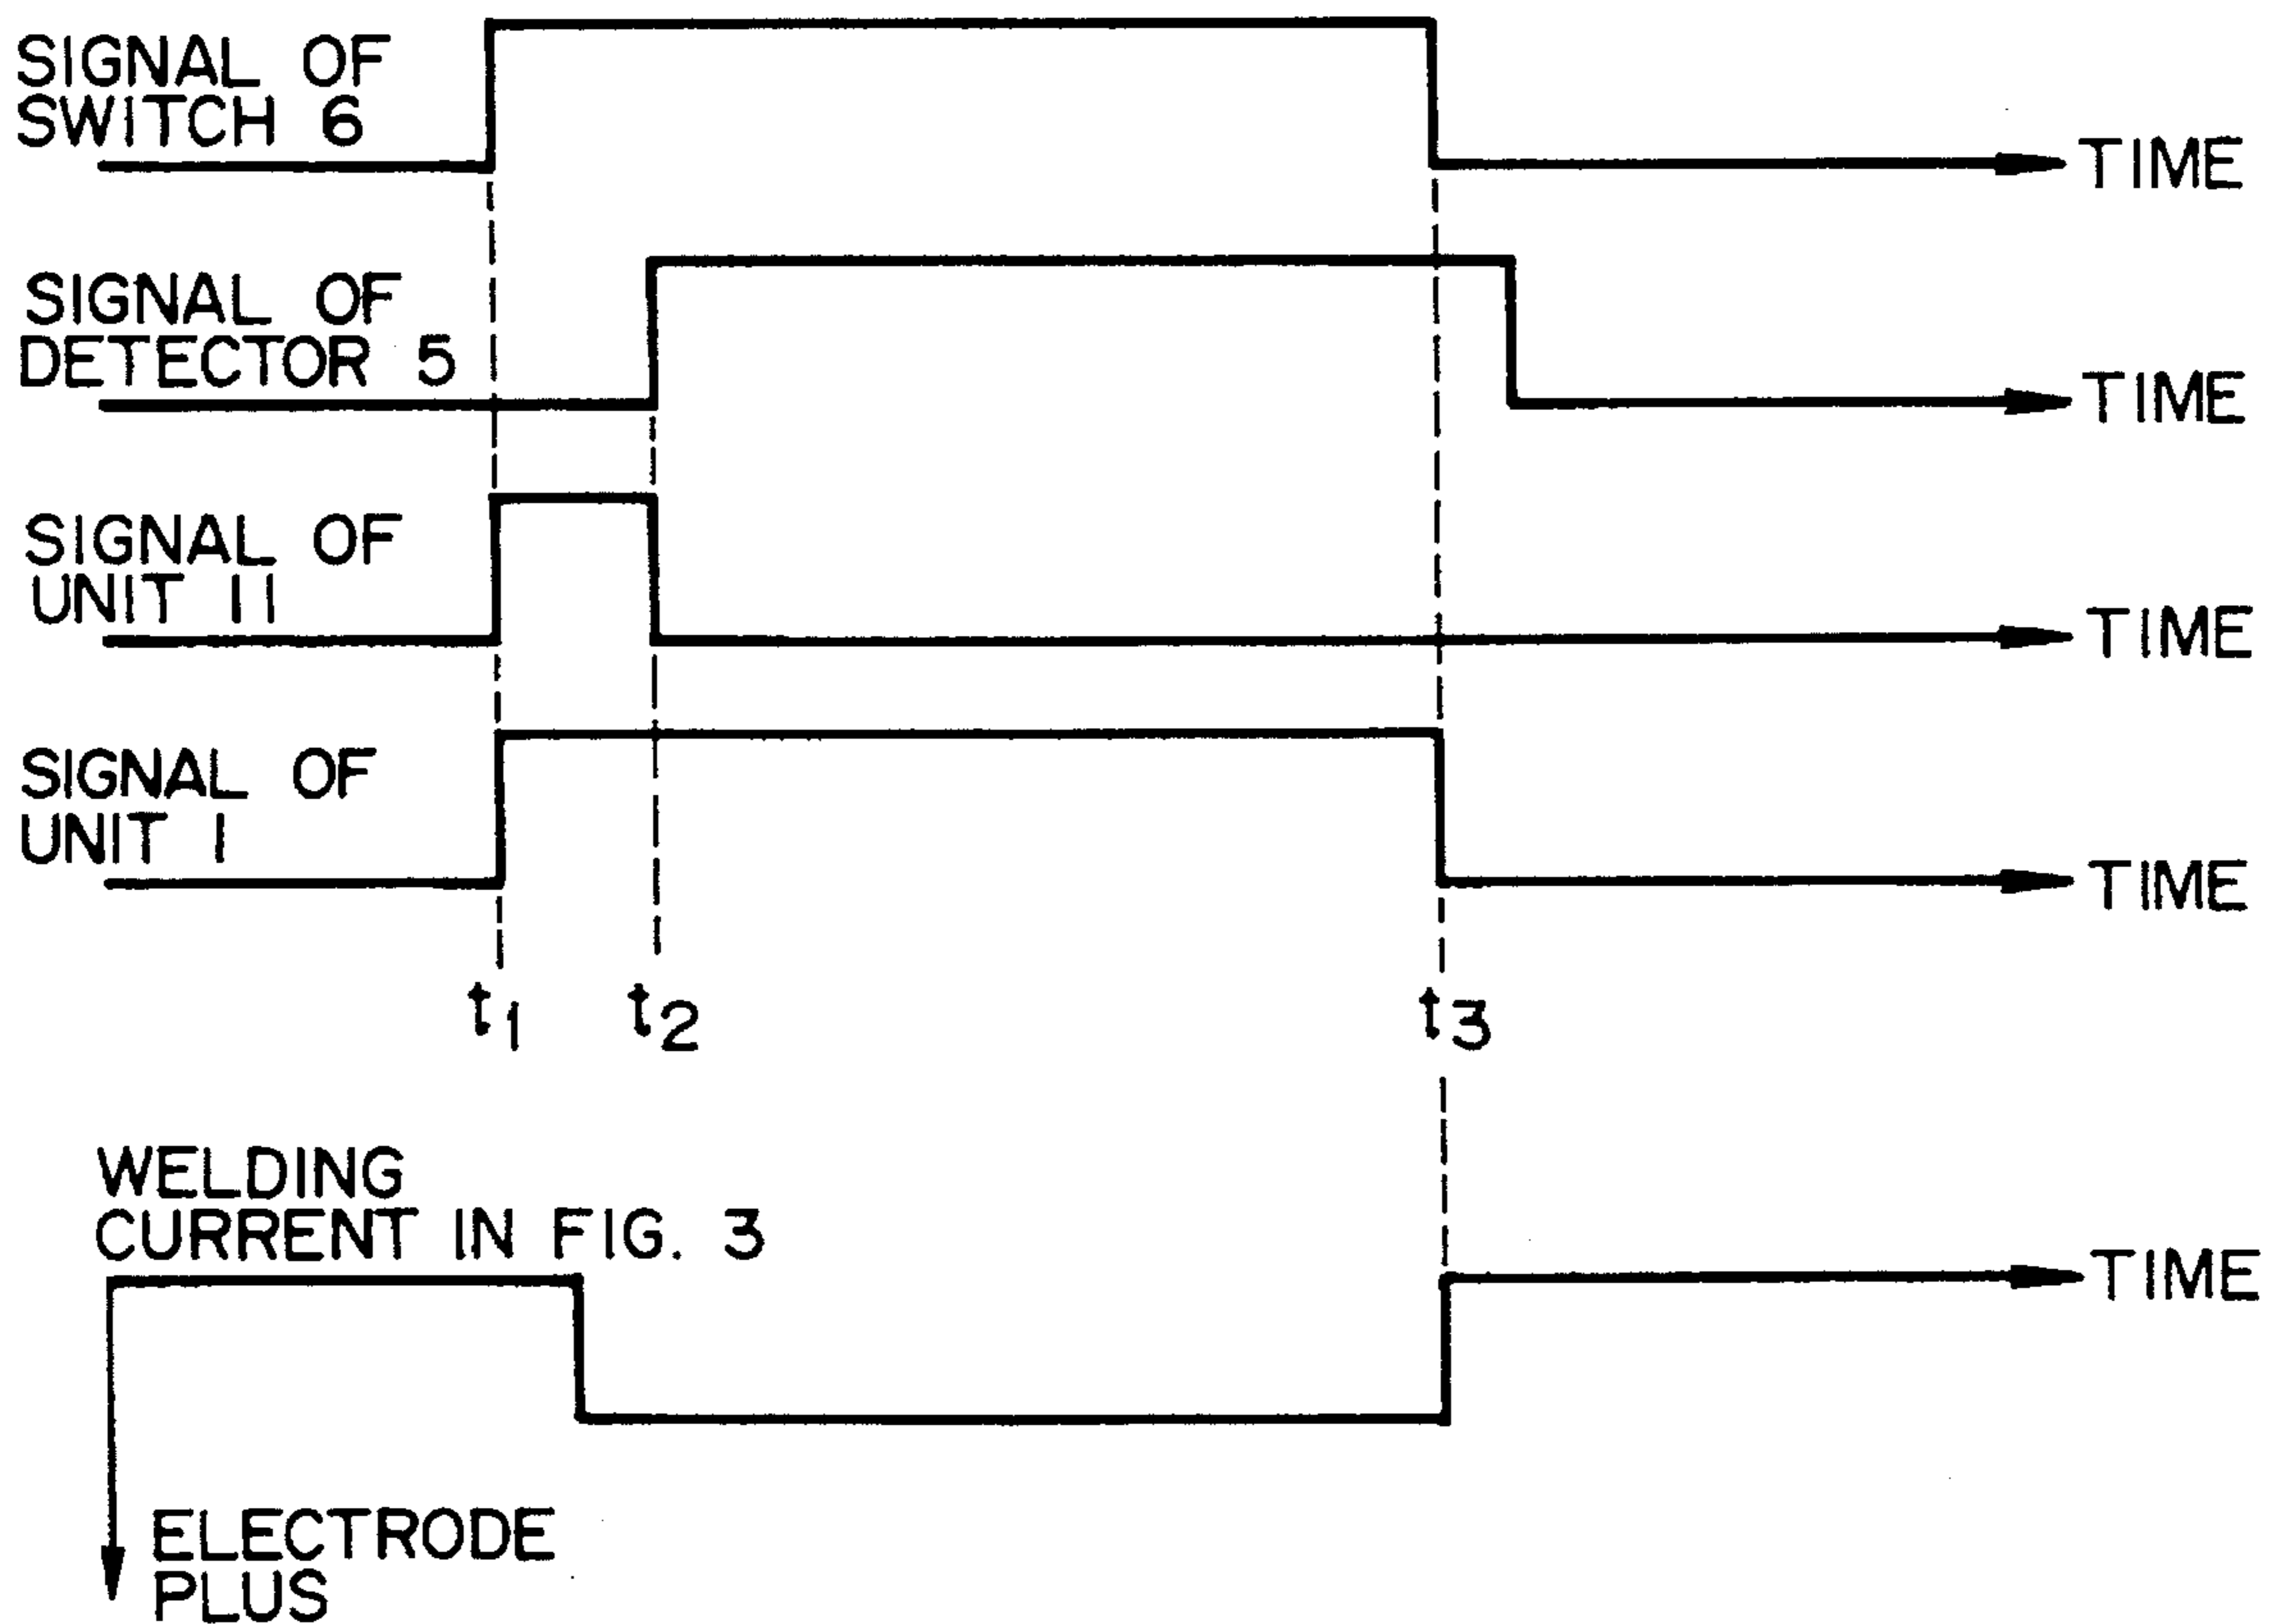 SIGNAL OF
SWITCH 6
TIME
SIGNAL OF
DETECTOR 5
TIME
SIGNAL OF
UNIT 11
TIME
SIGNAL OF
UNIT 1
TIME
t1 t2 t3
WELDING
CURRENT IN FIG. 3
TIME
ELECTRODE
PLUS